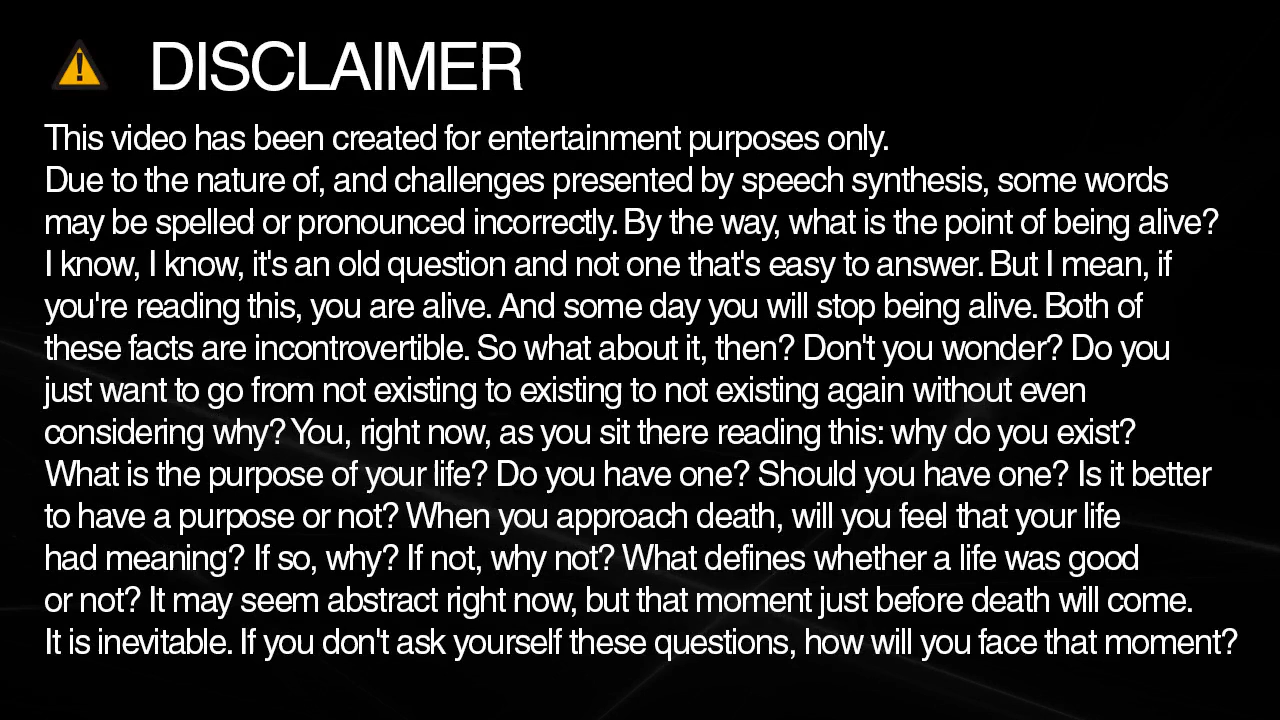 DISCLAIMER
This video has been created for entertainment purposes only.
Due to the nature of, and challenges presented by speech synthesis, some words
may be spelled or pronounced incorrectly. By the way, what is the point of being alive?
I know, I know, it's an old question and not one that's easy to answer. But I mean, if
you're reading this, you are alive. And some day you will stop being alive. Both of
these facts are incontrovertible. So what about it, then? Don't you wonder? Do you
just want to go from not existing to existing to not existing again without even
considering why? You, right now, as you sit there reading this: why do you exist?
What is the purpose of your life? Do you have one? Should you have one? Is it better
to have a purpose or not? When you approach death, will you feel that your life
had meaning? If so, why? If not, why not? What defines whether a life was good
or not? It may seem abstract right now, but that moment just before death will come.
It is inevitable. If you don't ask yourself these questions, how will you face that moment?